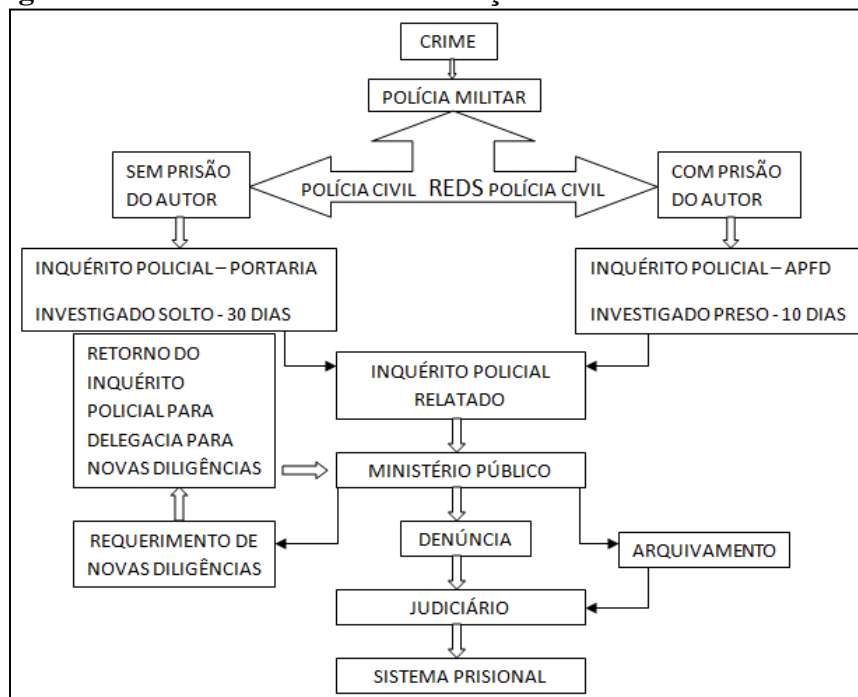 CRIME
POLÍCIA MILITAR
SEM PRISÃO
DO AUTOR
POLÍCIA CIVIL REDS POLÍCIA CIVIL
COM PRISÃO
DO AUTOR
INQUÉRITO POLICIAL – PORTARIA
INVESTIGADO SOLTO - 30 DIAS
INQUÉRITO POLICIAL – APFD
INVESTIGADO PRESO - 10 DIAS
RETORNO DO
INQUÉRITO
POLICIAL PARA
DELEGACIA PARA
NOVAS DILIGÊNCIAS
INQUÉRITO POLICIAL
RELATADO
MINISTÉRIO PÚBLICO
REQUERIMENTO DE
NOVAS DILIGÊNCIAS
DENÚNCIA
ARQUIVAMENTO
JUDICIÁRIO
SISTEMA PRISIONAL